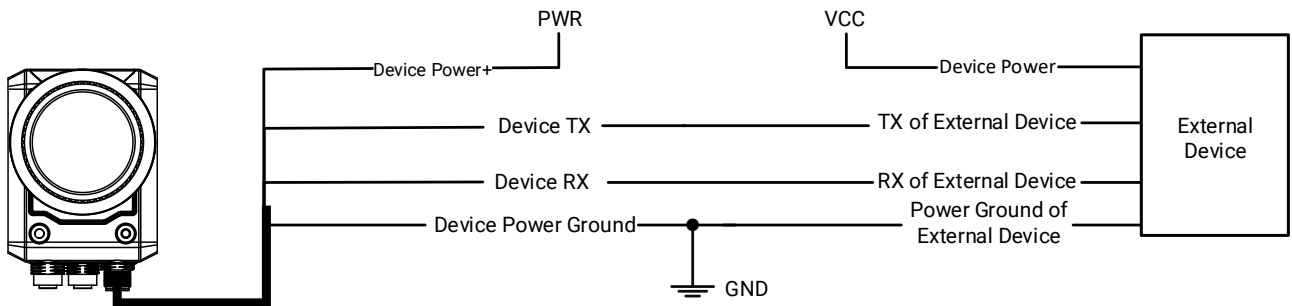 PWR
VCC
Device Power+
Device Power
Device TX
TX of External Device
External
Device
Device RX
RX of External Device
Device Power Ground
Power Ground of
External Device
GND